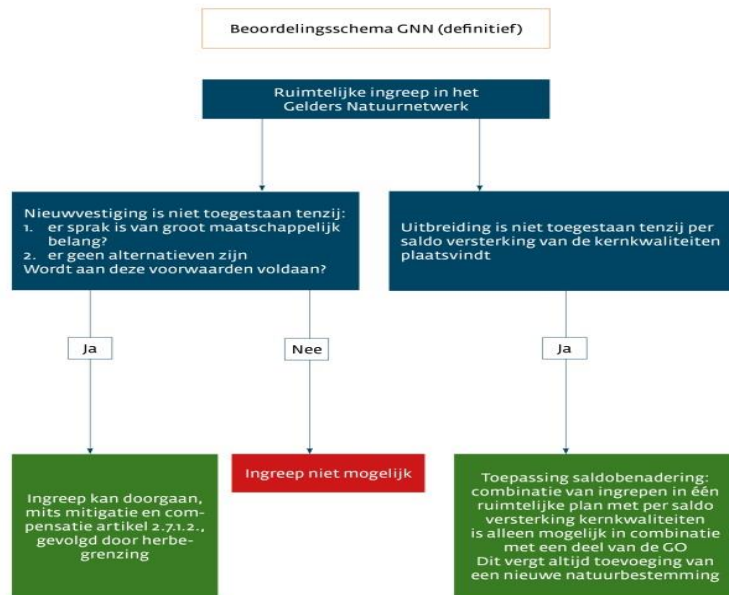 Beoordelingsschema GNN (definitief)
Ruimtelijke ingreep in het
Gelders Natuurnetwerk
Nieuwvestiging is niet toegestaan tenzij:
1. er sprak is van groot maatschappelijk
belang?
2. er geen alternatieven zijn
Wordt aan deze voorwaarden voldaan?
Uitbreiding is niet toegestaan tenzij per
saldo versterking van de kernkwaliteiten
plaatsvindt
Ja
Nee
Ja
Ingreep kan doorgaan,
mits mitigatie en com-
pensatie artikel 2.7.1.2.,
gevolgd door herbe-
grenzing
Ingreep niet mogelijk
Toepassing saldobenadering:
combinatie van ingrepen in één
ruimtelijke plan met per saldo
versterking kernkwaliteiten
is alleen mogelijk in combinatie
met een deel van de GO
Dit vergt altijd toevoeging van
een nieuwe natuurbestemming